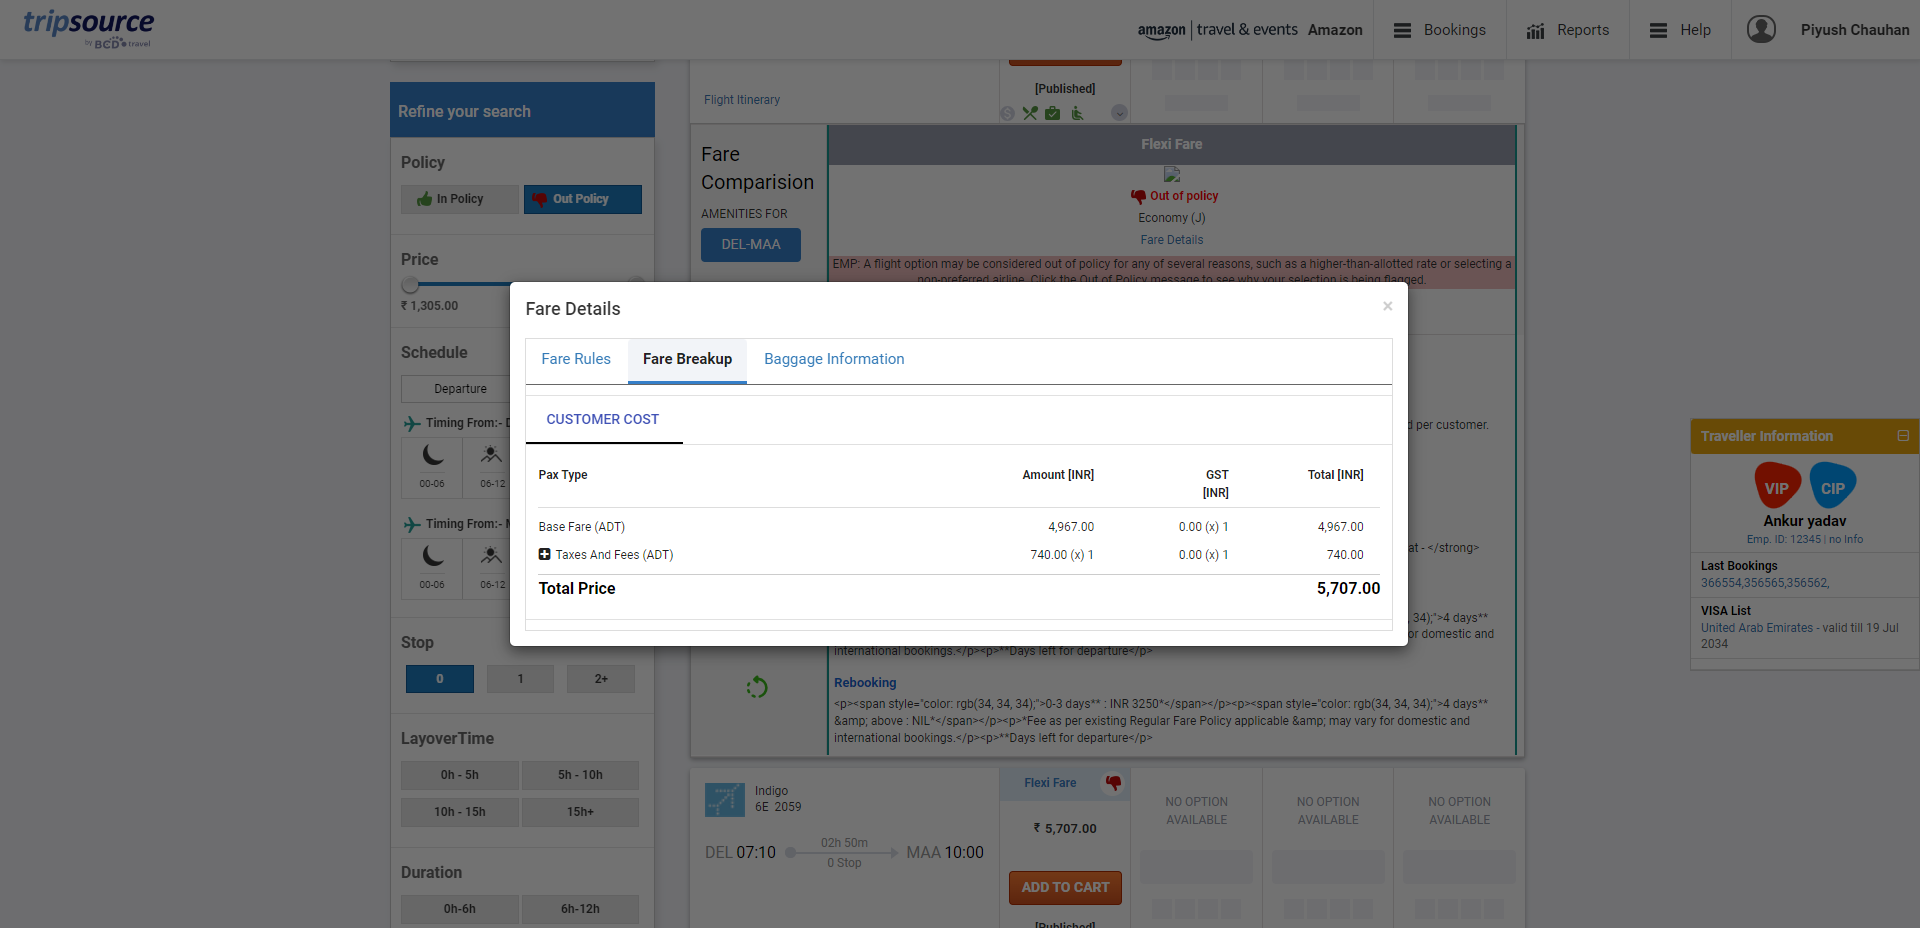 tripsource
by BCD travel
amazon | travel & events Amazon
Bookings
Reports
Help
Piyush Chauhan
Refine your search
Policy
In Policy
Out Policy
Price
₹ 1,305.00
Schedule
Departure
Timing From:-
00-06
06-12
Timing From:-
00-06
06-12
Stop
0
1
2+
LayoverTime
0h - 5h
5h - 10h
10h - 15h
15h+
Duration
0h-6h
6h-12h
Flight Itinerary
[Published]
Fare
Comparision
AMENITIES FOR
DEL-MAA
Flexi Fare
Out of policy
Economy (J)
Fare Details
EMP: A flight option may be considered out of policy for any of several reasons, such as a higher-than-allotted rate or selecting a
non-preferred airline. Click the Out of Policy message to see why your selection is being flagged.
Fare Details
×
Fare Rules
Fare Breakup
Baggage Information
CUSTOMER COST
Pax Type Amount [INR] GST [INR] Total [INR]
Base Fare (ADT) 4,967.00 0.00 (x) 1 4,967.00
Taxes And Fees (ADT) 740.00 (x) 1 0.00 (x) 1 740.00
Total Price 5,707.00
per customer.
at - </strong>
34);">4 days**
or domestic and
international bookings.</p><p>**Days left for departure</p>
Rebooking
<p><span style="color: rgb(34, 34, 34);">0-3 days** : INR 3250*</span></p><p><span style="color: rgb(34, 34, 34);">4 days**
&amp; above : NIL*</span></p><p>*Fee as per existing Regular Fare Policy applicable &amp; may vary for domestic and
international bookings.</p><p>**Days left for departure</p>
Indigo
6E 2059
DEL 07:10
02h 50m
0 Stop
MAA 10:00
Flexi Fare
₹ 5,707.00
ADD TO CART
[Published]
NO OPTION
AVAILABLE
NO OPTION
AVAILABLE
NO OPTION
AVAILABLE
Traveller Information
VIP
CIP
Ankur yadav
Emp. ID: 12345 | no Info
Last Bookings
366554,356565,356562,
VISA List
United Arab Emirates - valid till 19 Jul
2034